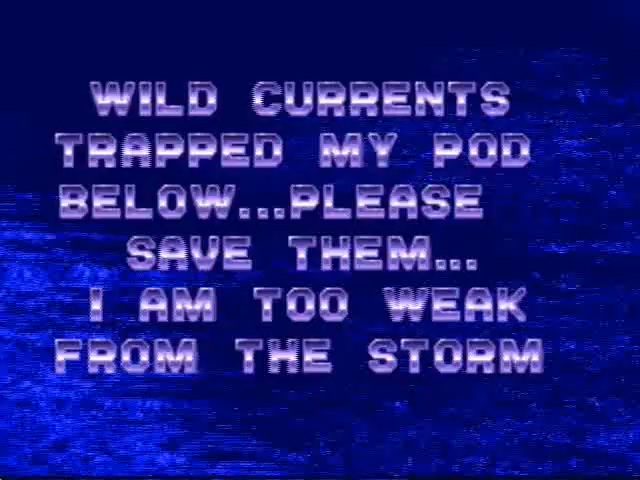 WILD CURRENTS
TRAPPED MY POD
BELOW...PLEASE
SAVE THEM...
I AM TOO WEAK
FROM THE STORM